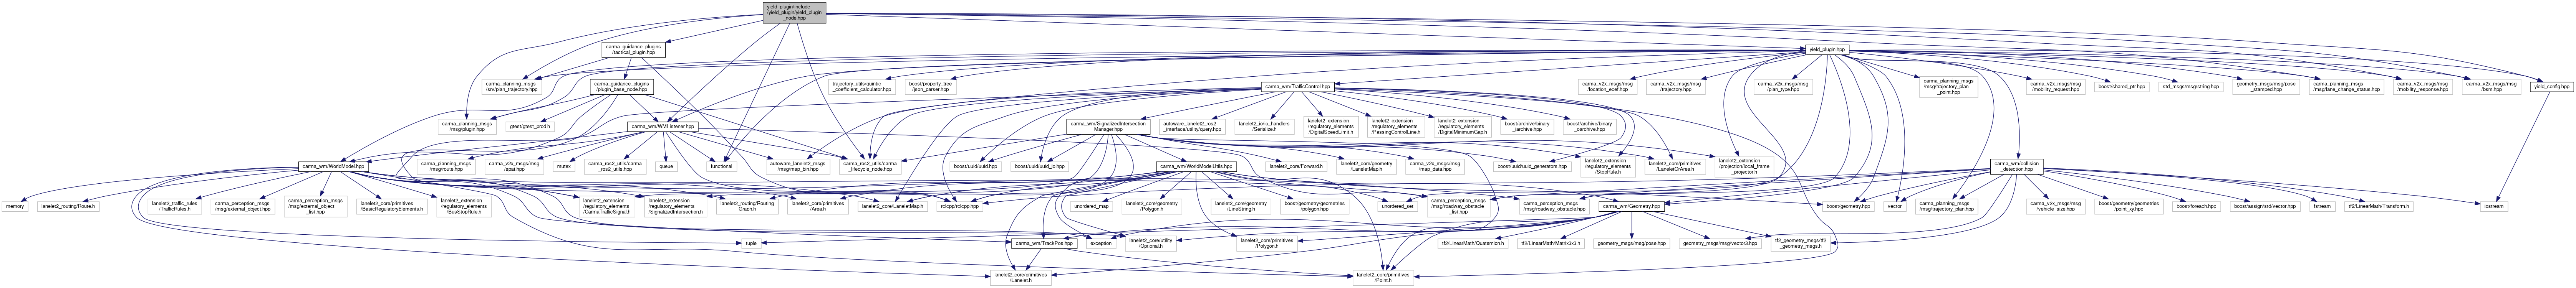 yield_plugin/include
/yield_plugin/yield_plugin
_node.hpp
carma_guidance_plugins
/tactical_plugin.hpp
yield_plugin.hpp
carma_planning_msgs
/srv/plan_trajectory.hpp
carma_guidance_plugins
/plugin_base_node.hpp
trajectory_utils/quintic
_coefficient_calculator.hpp
boost/property_tree
/json_parser.hpp
carma_wm/TrafficControl.hpp
carma_v2x_msgs/msg
/location_ecef.hpp
carma_v2x_msgs/msg
/trajectory.hpp
carma_v2x_msgs/msg
/plan_type.hpp
carma_planning_msgs
/msg/trajectory_plan
_point.hpp
carma_v2x_msgs/msg
/mobility_request.hpp
boost/shared_ptr.hpp
std_msgs/msg/string.hpp
geometry_msgs/msg/pose
_stamped.hpp
carma_planning_msgs
/msg/lane_change_status.hpp
carma_v2x_msgs/msg
/mobility_response.hpp
carma_v2x_msgs/msg
/bsm.hpp
yield_config.hpp
carma_planning_msgs
/msg/plugin.hpp
gtest/gtest_prod.h
carma_wm/WMListener.hpp
carma_wm/SignalizedIntersection
Manager.hpp
autoware_lanelet2_ros2
_interface/utility/query.hpp
lanelet2_io/io_handlers
/Serialize.h
lanelet2_extension
/regulatory_elements
/DigitalSpeedLimit.h
lanelet2_extension
/regulatory_elements
/PassingControlLine.h
lanelet2_extension
/regulatory_elements
/DigitalMinimumGap.h
boost/archive/binary
_iarchive.hpp
boost/archive/binary
_oarchive.hpp
carma_wm/WorldModel.hpp
carma_planning_msgs
/msg/route.hpp
carma_v2x_msgs/msg
/spat.hpp
mutex
carma_ros2_utils/carma
_ros2_utils.hpp
queue
functional
autoware_lanelet2_msgs
/msg/map_bin.hpp
carma_ros2_utils/carma
_lifecycle_node.hpp
boost/uuid/uuid.hpp
boost/uuid/uuid_io.hpp
carma_wm/WorldModelUtils.hpp
lanelet2_core/Forward.h
lanelet2_core/geometry
/LaneletMap.h
carma_v2x_msgs/msg
/map_data.hpp
boost/uuid/uuid_generators.hpp
lanelet2_extension
/regulatory_elements
/StopRule.h
lanelet2_core/primitives
/LaneletOrArea.h
lanelet2_extension
/projection/local_frame
_projector.h
carma_wm/collision
_detection.hpp
memory
lanelet2_routing/Route.h
lanelet2_traffic_rules
/TrafficRules.h
carma_perception_msgs
/msg/external_object.hpp
carma_perception_msgs
/msg/external_object
_list.hpp
lanelet2_core/primitives
/BasicRegulatoryElements.h
lanelet2_extension
/regulatory_elements
/BusStopRule.h
lanelet2_extension
/regulatory_elements
/CarmaTrafficSignal.h
lanelet2_extension
/regulatory_elements
/SignalizedIntersection.h
lanelet2_routing/Routing
Graph.h
lanelet2_core/primitives
/Area.h
lanelet2_core/LaneletMap.h
rclcpp/rclcpp.hpp
unordered_map
lanelet2_core/geometry
/Polygon.h
lanelet2_core/geometry
/LineString.h
boost/geometry/geometries
/polygon.hpp
unordered_set
carma_perception_msgs
/msg/roadway_obstacle
_list.hpp
carma_perception_msgs
/msg/roadway_obstacle.hpp
carma_wm/Geometry.hpp
boost/geometry.hpp
vector
carma_planning_msgs
/msg/trajectory_plan.hpp
carma_v2x_msgs/msg
/vehicle_size.hpp
boost/geometry/geometries
/point_xy.hpp
boost/foreach.hpp
boost/assign/std/vector.hpp
fstream
tf2/LinearMath/Transform.h
iostream
tuple
carma_wm/TrackPos.hpp
exception
lanelet2_core/utility
/Optional.h
lanelet2_core/primitives
/Polygon.h
tf2/LinearMath/Quaternion.h
tf2/LinearMath/Matrix3x3.h
geometry_msgs/msg/pose.hpp
geometry_msgs/msg/vector3.hpp
tf2_geometry_msgs/tf2
_geometry_msgs.h
lanelet2_core/primitives
/Lanelet.h
lanelet2_core/primitives
/Point.h